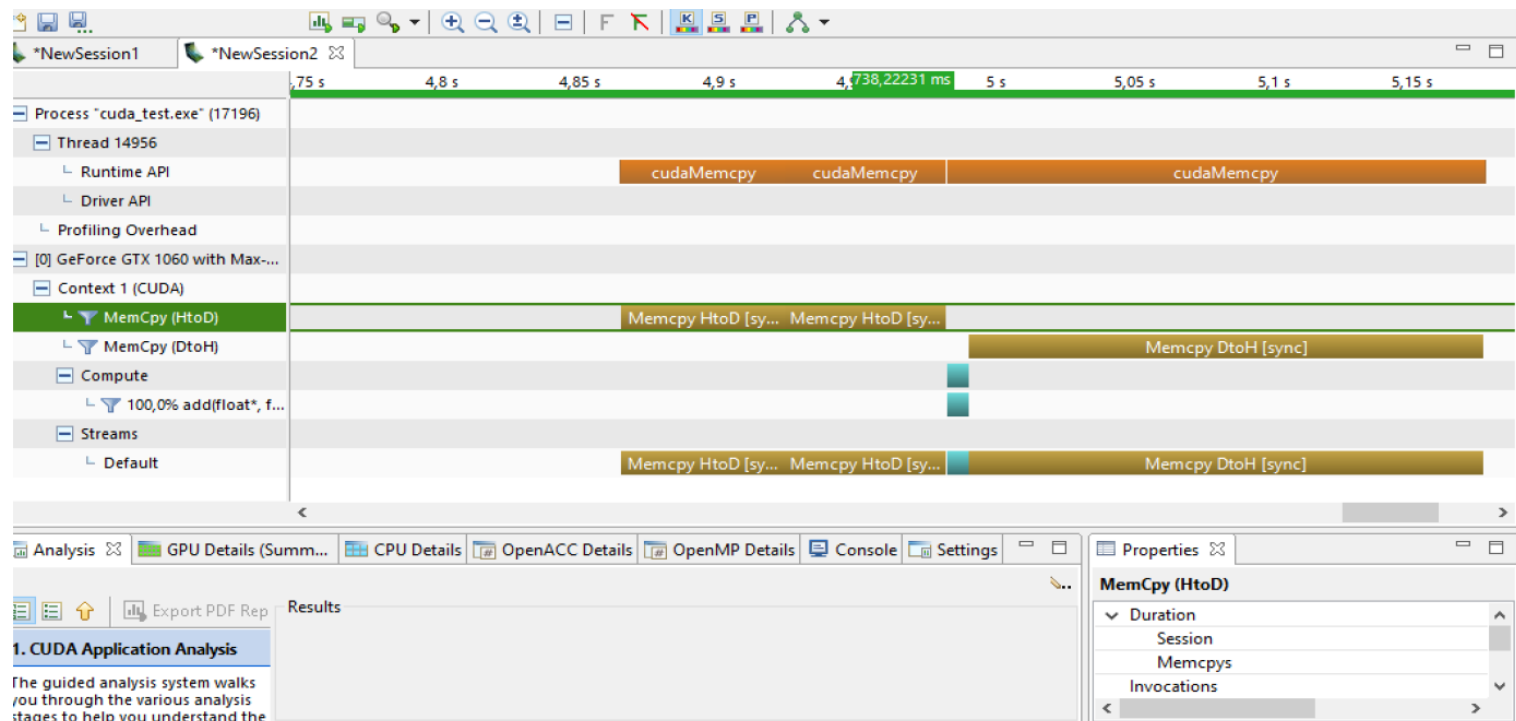 *NewSession1 *NewSession2
,75 s 4,8 s 4,85 s 4,9 s 4, 738,22231 ms 5 s 5,05 s 5,1 s 5,15 s
Process "cuda_test.exe" (17196)
Thread 14956
Runtime API cudaMemcpy cudaMemcpy cudaMemcpy
Driver API
Profiling Overhead
[0] GeForce GTX 1060 with Max-...
Context 1 (CUDA)
MemCpy (HtoD) Memcpy HtoD [sy... Memcpy HtoD [sy...
MemCpy (DtoH) Memcpy DtoH [sync]
Compute
100,0% add(float*, f...
Streams
Default Memcpy HtoD [sy... Memcpy HtoD [sy... Memcpy DtoH [sync]
Analysis GPU Details (Summ... CPU Details OpenACC Details OpenMP Details Console Settings
Export PDF Rep
Results
1. CUDA Application Analysis
The guided analysis system walks
you through the various analysis
stages to help you understand the
Properties
MemCpy (HtoD)
Duration
Session
Memcpys
Invocations
F K S P